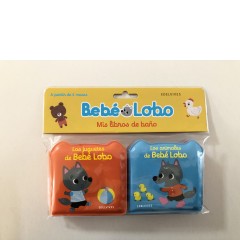 Bebé Lobo
Mis libros de baño
Los juguetes
de Bebé Lobo
Los animales
de Bebé Lobo